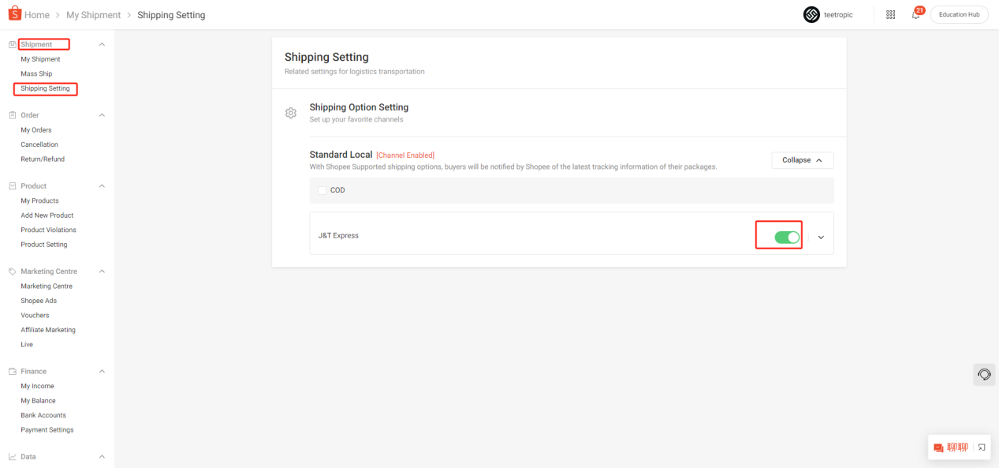 Home > My Shipment > Shipping Setting
teetropic
21
Education Hub
Shipment
My Shipment
Mass Ship
Shipping Setting
Order
My Orders
Cancellation
Return/Refund
Product
My Products
Add New Product
Product Violations
Product Setting
Marketing Centre
Marketing Centre
Shopee Ads
Vouchers
Affiliate Marketing
Live
Finance
My Income
My Balance
Bank Accounts
Payment Settings
Data
Shipping Setting
Related settings for logistics transportation
Shipping Option Setting
Set up your favorite channels
Standard Local [Channel Enabled]
With Shopee Supported shipping options, buyers will be notified by Shopee of the latest tracking information of their packages.
Collapse
COD
J&T Express
聊聊